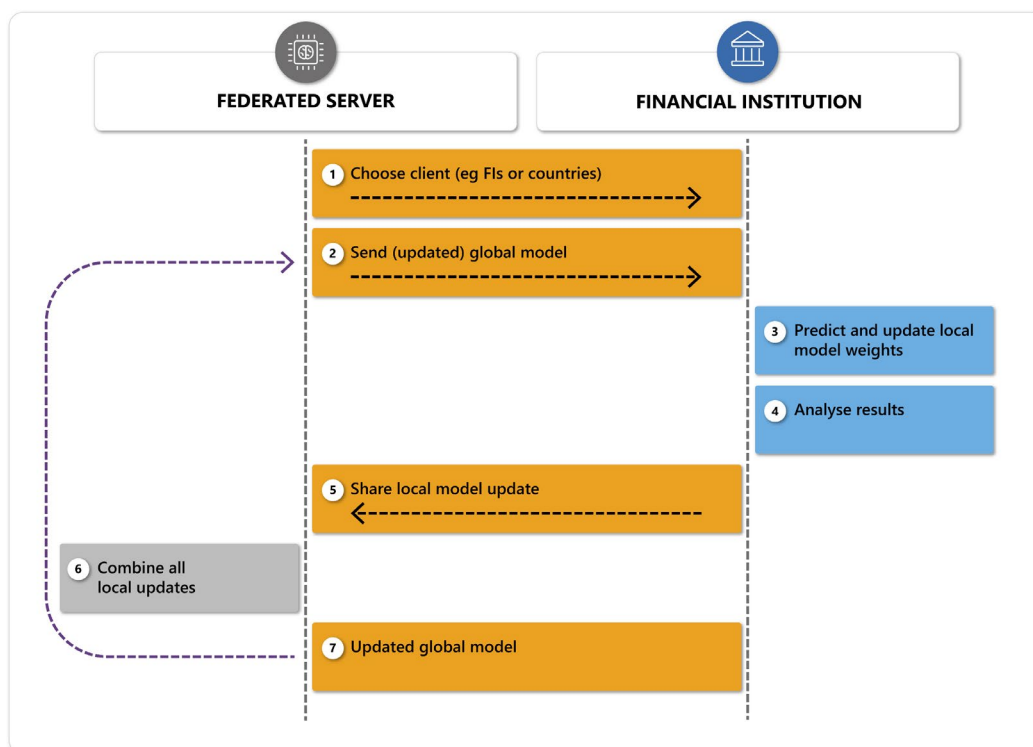 FEDERATED SERVER
FINANCIAL INSTITUTION
1 Choose client (eg FIs or countries)
2 Send (updated) global model
3 Predict and update local
model weights
4 Analyse results
5 Share local model update
6 Combine all
local updates
7 Updated global model